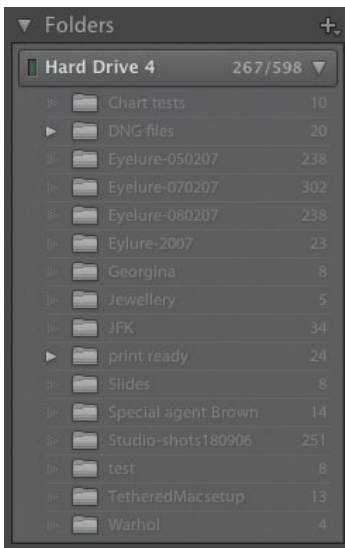 Folders
Hard Drive 4 267/598
Chart tests 10
DNG files 20
Eyelure-050207 238
Eyelure-070207 302
Eyelure-080207 238
Eylure-2007 23
Georgina 8
Jewellery 5
JFK 34
print ready 24
Slides 8
Special agent Brown 14
Studio-shots180906 251
test 8
TetheredMacsetup 13
Warhol 4